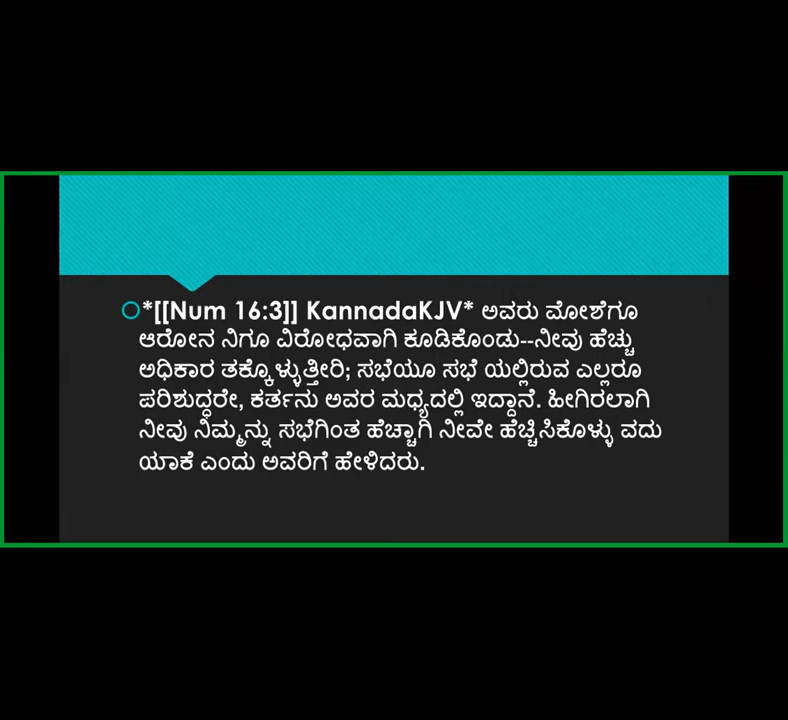 *[[Num 16:3]] KannadaKJV* ಅವರು ಮೋಶೆಗೂ
ಆರೋನ ನಿಗೂ ವಿರೋಧವಾಗಿ ಕೂಡಿಕೊಂಡು--ನೀವು ಹೆಚ್ಚು
ಅಧಿಕಾರ ತಕ್ಕೊಳ್ಳುತ್ತೀರಿ; ಸಭೆಯೂ ಸಭೆ ಯಲ್ಲಿರುವ ಎಲ್ಲರೂ
ಪರಿಶುದ್ಧರೇ, ಕರ್ತನು ಅವರ ಮಧ್ಯದಲ್ಲಿ ಇದ್ದಾನೆ. ಹೀಗಿರಲಾಗಿ
ನೀವು ನಿಮ್ಮನ್ನು ಸಭೆಗಿಂತ ಹೆಚ್ಚಾಗಿ ನೀವೇ ಹೆಚ್ಚಿಸಿಕೊಳ್ಳು ವದು
ಯಾಕೆ ಎಂದು ಅವರಿಗೆ ಹೇಳಿದರು.